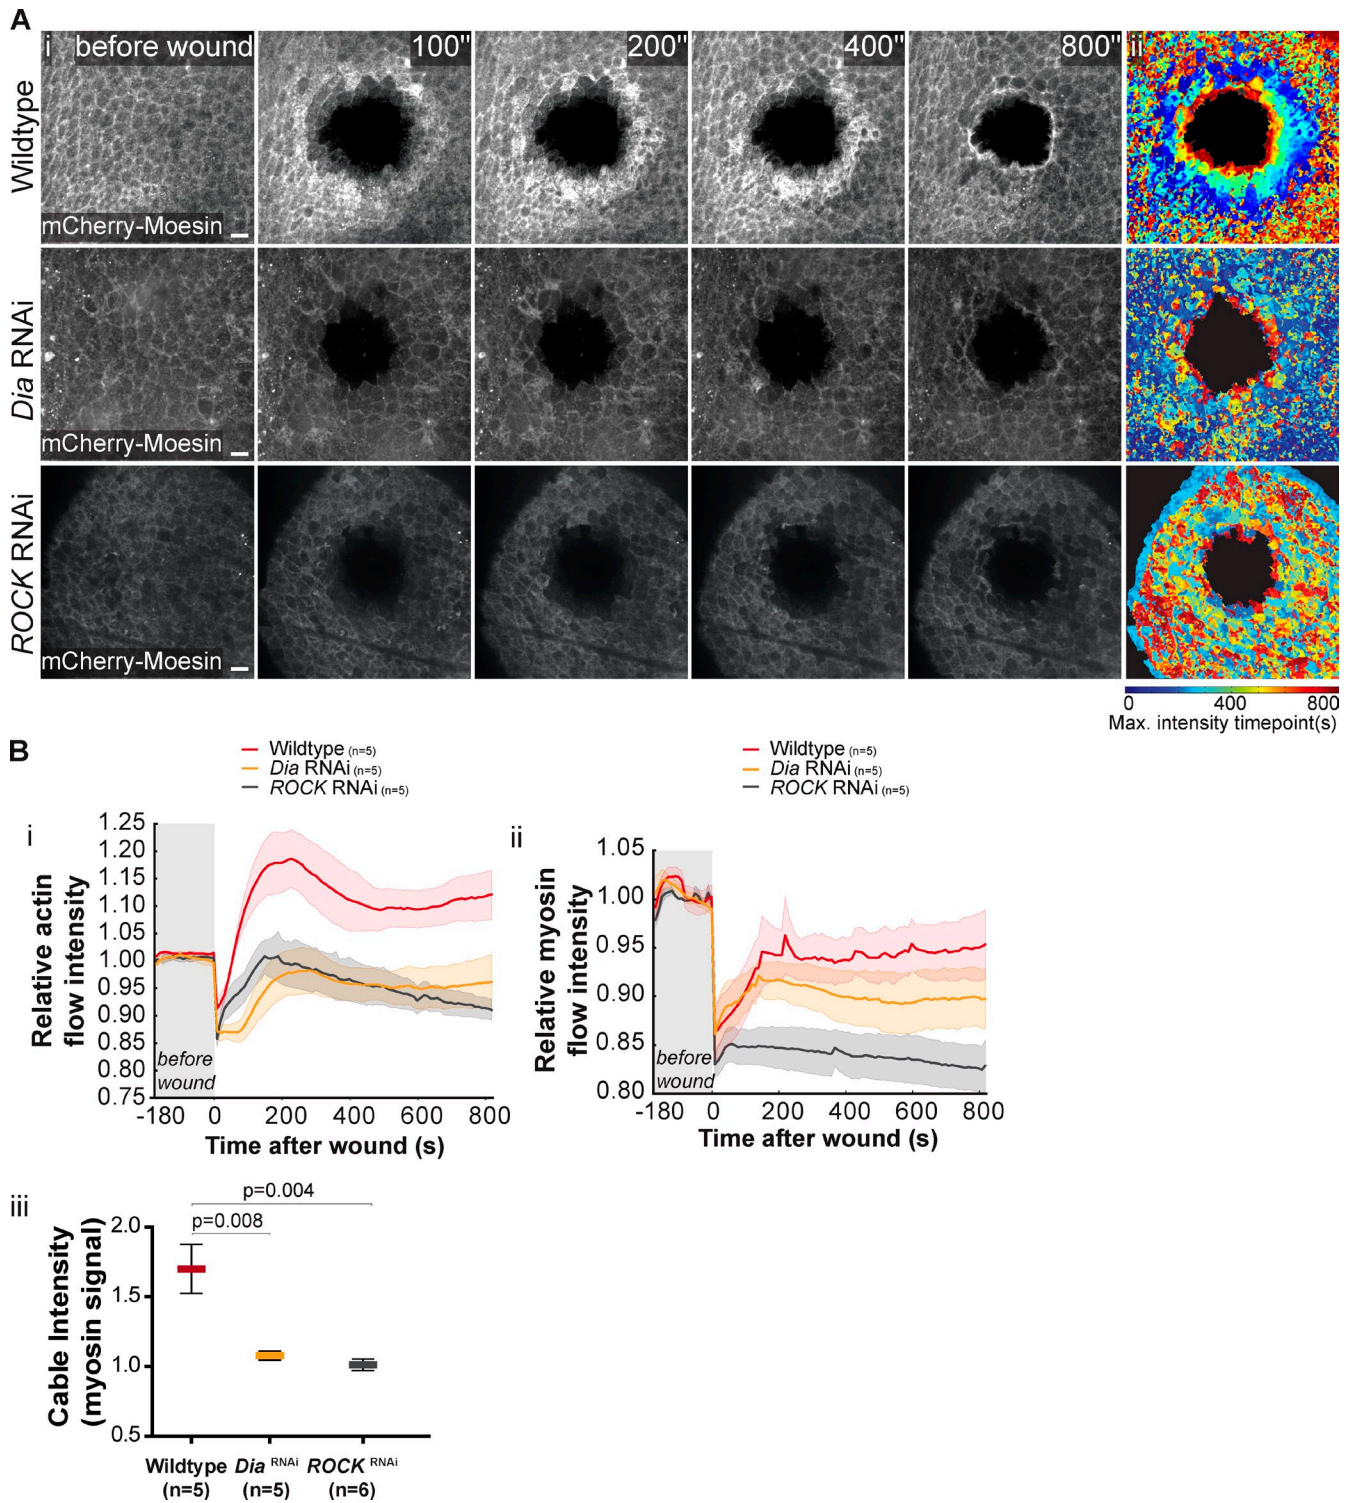 A
i before wound 100" 200" 400" 800" ii
Wildtype
mCherry-Moesin
Dia RNAi
mCherry-Moesin
ROCK RNAi
mCherry-Moesin
0 400 800
Max. intensity timepoint(s)
B
Wildtype (n=5)
Dia RNAi (n=5)
ROCK RNAi (n=5)
Wildtype (n=5)
Dia RNAi (n=5)
ROCK RNAi (n=5)
i
Relative actin
flow intensity
1.25
1.20
1.15
1.10
1.05
1.00
0.95
0.90
0.85
0.80
0.75
before
wound
-180 0 200 400 600 800
Time after wound (s)
ii
Relative myosin
flow intensity
1.05
1.00
0.95
0.90
0.85
0.80
before
wound
-180 0 200 400 600 800
Time after wound (s)
iii
p=0.004
p=0.008
Cable Intensity
(myosin signal)
2.0
1.5
1.0
0.5
Wildtype Dia RNAi ROCK RNAi
(n=5) (n=5) (n=6)